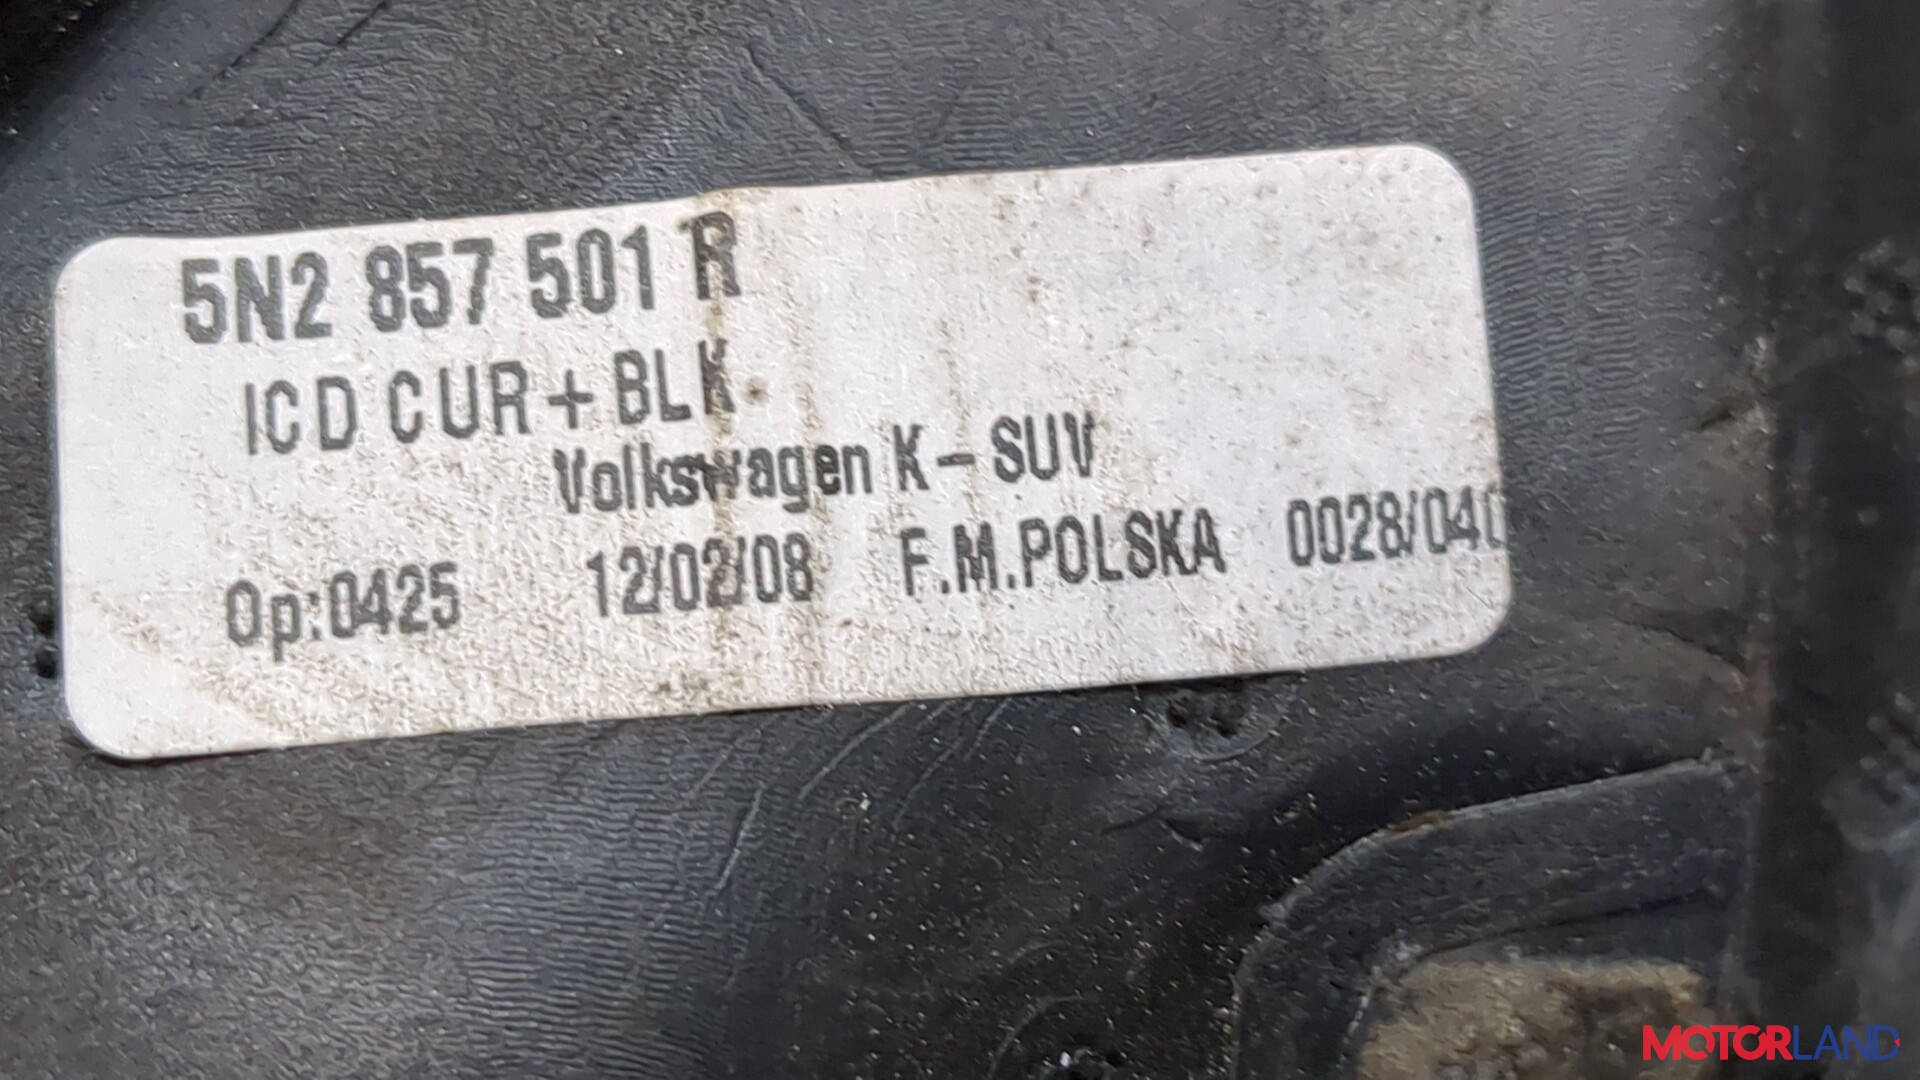 5N2 857 501 R
ICD CUR + BLK.
Volkswagen K - SUV
Op:0425 12/02/08 F.M.POLSKA 0028/040
MOTORLAND